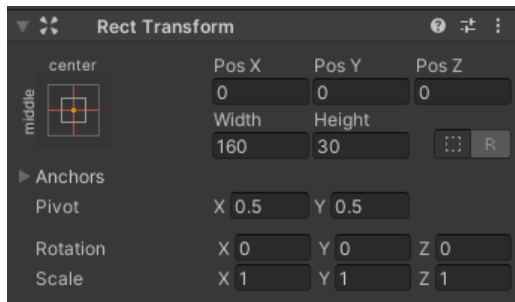 Rect Transform
center
middle
Pos X Pos Y Pos Z
0 0 0
Width Height
160 30
R
Anchors
Pivot X 0.5 Y 0.5
Rotation X 0 Y 0 Z 0
Scale X 1 Y 1 Z 1